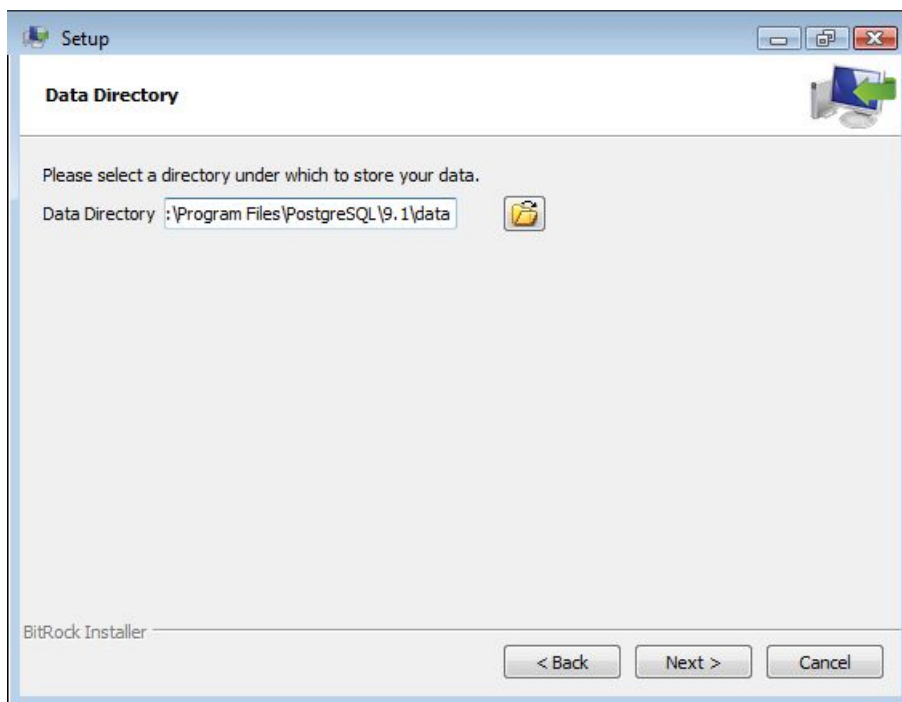 Setup
Data Directory
Please select a directory under which to store your data.
Data Directory :\Program Files\PostgreSQL\9.1\data
BitRock Installer
< Back Next > Cancel